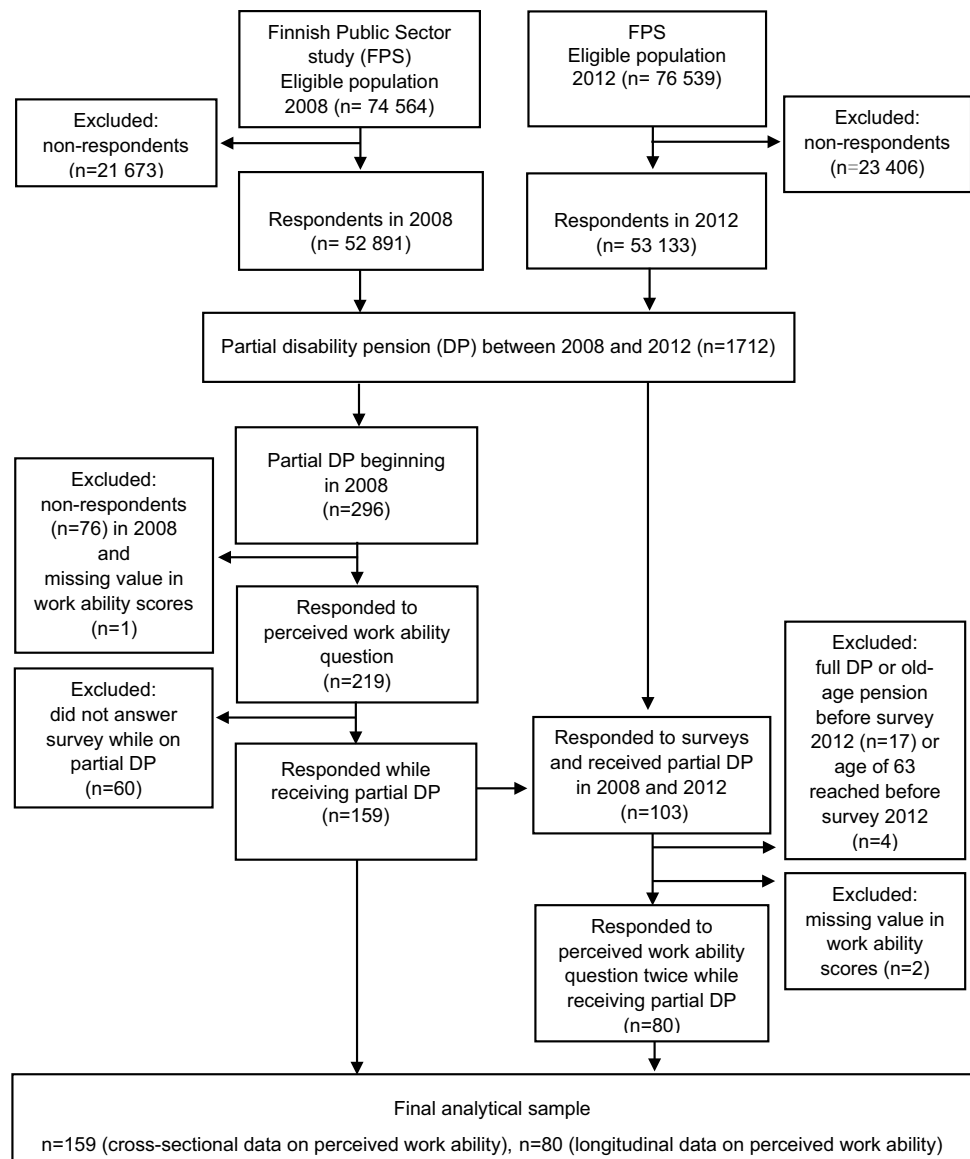 Finnish Public Sector
study (FPS)
Eligible population
2008 (n= 74 564)
FPS
Eligible population
2012 (n= 76 539)
Excluded:
non-respondents
(n=21 673)
Excluded:
non-respondents
(n=23 406)
Respondents in 2008
(n= 52 891)
Respondents in 2012
(n= 53 133)
Partial disability pension (DP) between 2008 and 2012 (n=1712)
Partial DP beginning
in 2008
(n=296)
Excluded:
non-respondents
(n=76) in 2008
and
missing value in
work ability scores
(n=1)
Responded to
perceived work ability
question
(n=219)
Excluded:
did not answer
survey while on
partial DP
(n=60)
Responded while
receiving partial DP
(n=159)
Responded to surveys
and received partial DP
in 2008 and 2012
(n=103)
Excluded:
full DP or old-
age pension
before survey
2012 (n=17) or
age of 63
reached before
survey 2012
(n=4)
Excluded:
missing value in
work ability
scores (n=2)
Responded to
perceived work ability
question twice while
receiving partial DP
(n=80)
Final analytical sample
n=159 (cross-sectional data on perceived work ability), n=80 (longitudinal data on perceived work ability)